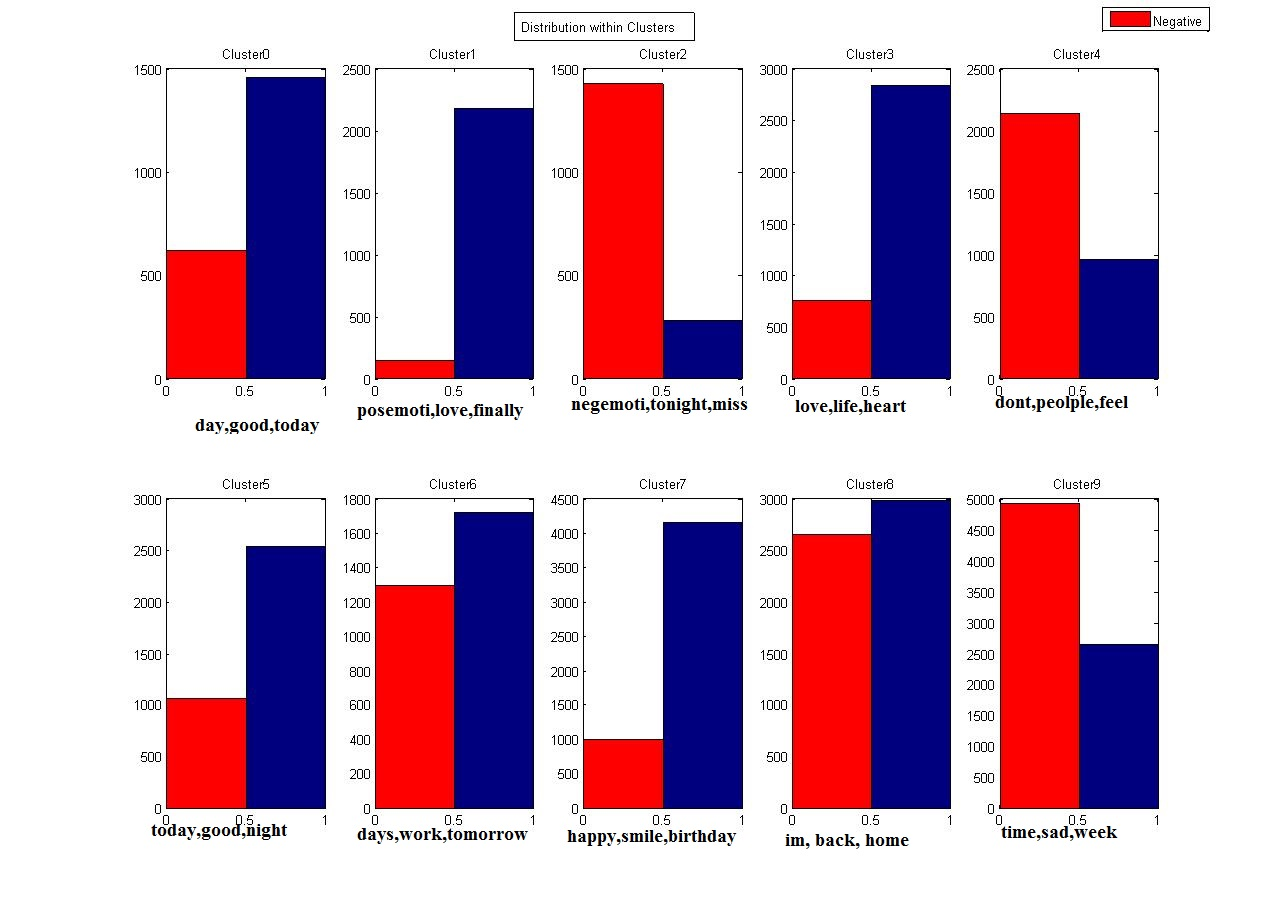 Distribution within Clusters
Negative
Cluster0
1500
1000
500
0
0 0.5 1
day,good,today
Cluster1
2500
2000
1500
1000
500
0
0 0.5 1
posemoti,love,finally
Cluster2
1500
1000
500
0
0 0.5 1
negemoti,tonight,miss
Cluster3
3000
2500
2000
1500
1000
500
0
0 0.5 1
love,life,heart
Cluster4
2500
2000
1500
1000
500
0
0 0.5 1
dont,peolple,feel
Cluster5
3000
2500
2000
1500
1000
500
0
0 0.5 1
today,good,night
Cluster6
1800
1600
1400
1200
1000
800
600
400
200
0
0 0.5 1
days,work,tomorrow
Cluster7
4500
4000
3500
3000
2500
2000
1500
1000
500
0
0 0.5 1
happy,smile,birthday
Cluster8
3000
2500
2000
1500
1000
500
0
0 0.5 1
im, back, home
Cluster9
5000
4500
4000
3500
3000
2500
2000
1500
1000
500
0
0 0.5 1
time,sad,week